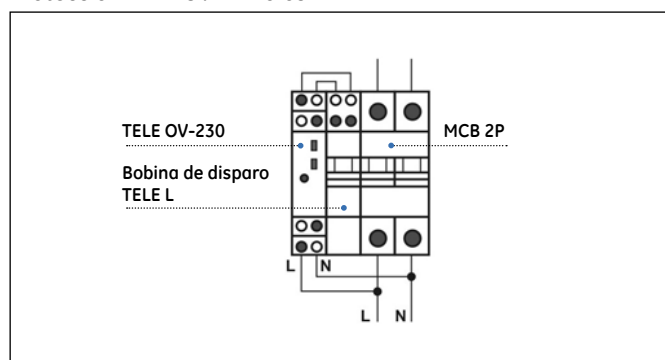 TELE OV-230
MCB 2P
Bobina de disparo
TELE L
L N
L N